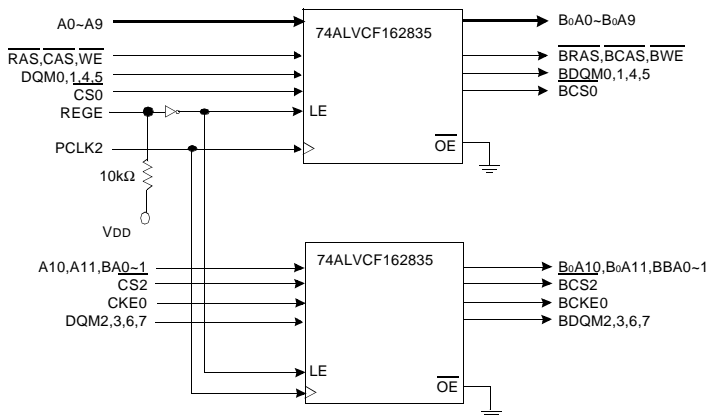 A0~A9
74ALVCF162835
B0A0~B0A9
RAS,CAS,WE
BRAS,BCAS,BWE
DQM0,1,4,5
BDQM0,1,4,5
CS0
BCS0
REGE
LE
PCLK2
OE
10kΩ
VDD
74ALVCF162835
A10,A11,BA0~1
B0A10,B0A11,BBA0~1
CS2
BCS2
CKE0
BCKE0
DQM2,3,6,7
BDQM2,3,6,7
LE
OE